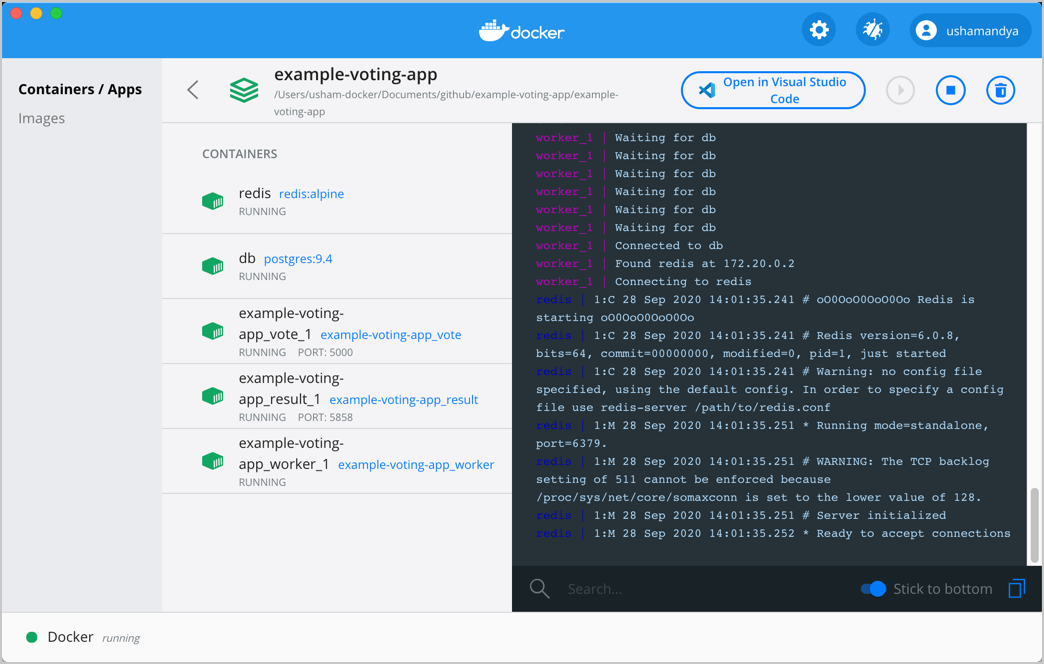 docker
ushamandya
Containers / Apps
Images
example-voting-app
/Users/usham-docker/Documents/github/example-voting-app/example-
voting-app
Open in Visual Studio
Code
CONTAINERS
redis redis:alpine
RUNNING
db postgres:9.4
RUNNING
example-voting-
app_vote_1 example-voting-app_vote
RUNNING PORT: 5000
example-voting-
app_result_1 example-voting-app_result
RUNNING PORT: 5858
example-voting-
app_worker_1 example-voting-app_worker
RUNNING
worker_1 | Waiting for db
worker_1 | Waiting for db
worker_1 | Waiting for db
worker_1 | Waiting for db
worker_1 | Waiting for db
worker_1 | Waiting for db
worker_1 | Connected to db
worker_1 | Found redis at 172.20.0.2
worker_1 | Connecting to redis
redis | 1:C 28 Sep 2020 14:01:35.241 # oO0OoO0OoO0Oo Redis is
starting oO0OoO0OoO0Oo
redis | 1:C 28 Sep 2020 14:01:35.241 # Redis version=6.0.8,
bits=64, commit=00000000, modified=0, pid=1, just started
redis | 1:C 28 Sep 2020 14:01:35.241 # Warning: no config file
specified, using the default config. In order to specify a config
file use redis-server /path/to/redis.conf
redis | 1:M 28 Sep 2020 14:01:35.251 * Running mode=standalone,
port=6379.
redis | 1:M 28 Sep 2020 14:01:35.251 # WARNING: The TCP backlog
setting of 511 cannot be enforced because
/proc/sys/net/core/somaxconn is set to the lower value of 128.
redis | 1:M 28 Sep 2020 14:01:35.251 # Server initialized
redis | 1:M 28 Sep 2020 14:01:35.252 * Ready to accept connections
Search...
Stick to bottom
Docker running